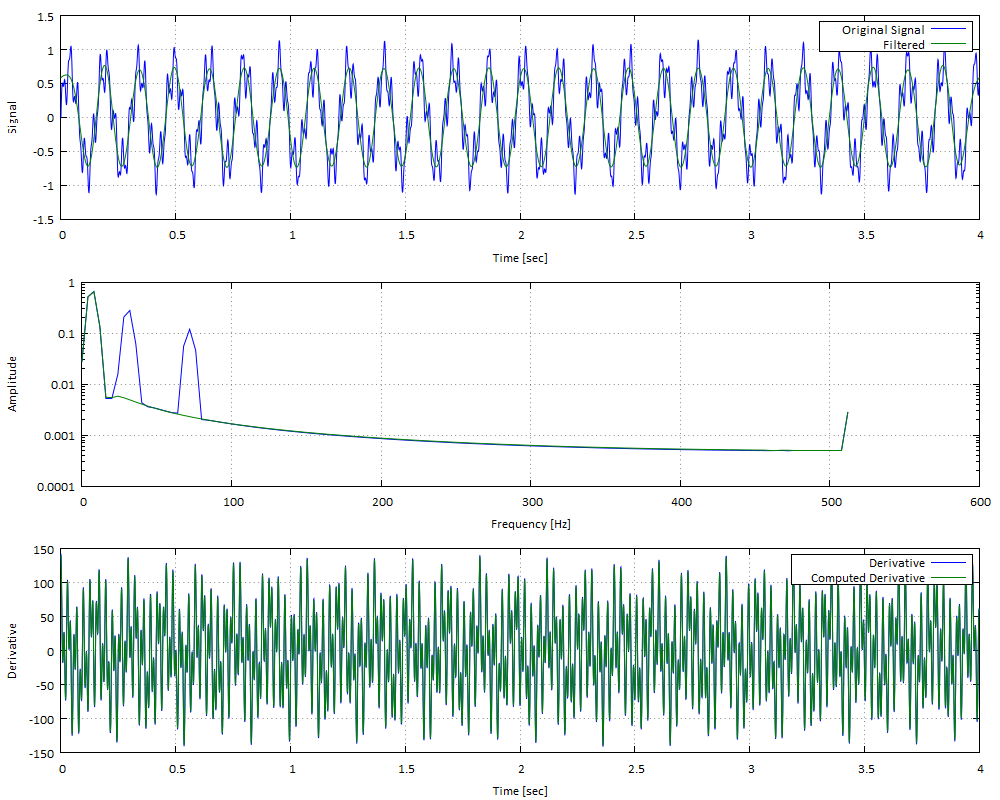 1.5
1
0.5
0
-0.5
-1
-1.5
Signal
Original Signal
Filtered
0 0.5 1 1.5 2 2.5 3 3.5 4
Time [sec]
1
0.1
0.01
0.001
0.0001
Amplitude
0 100 200 300 400 500 600
Frequency [Hz]
150
100
50
0
-50
-100
-150
Derivative
Derivative
Computed Derivative
0 0.5 1 1.5 2 2.5 3 3.5 4
Time [sec]